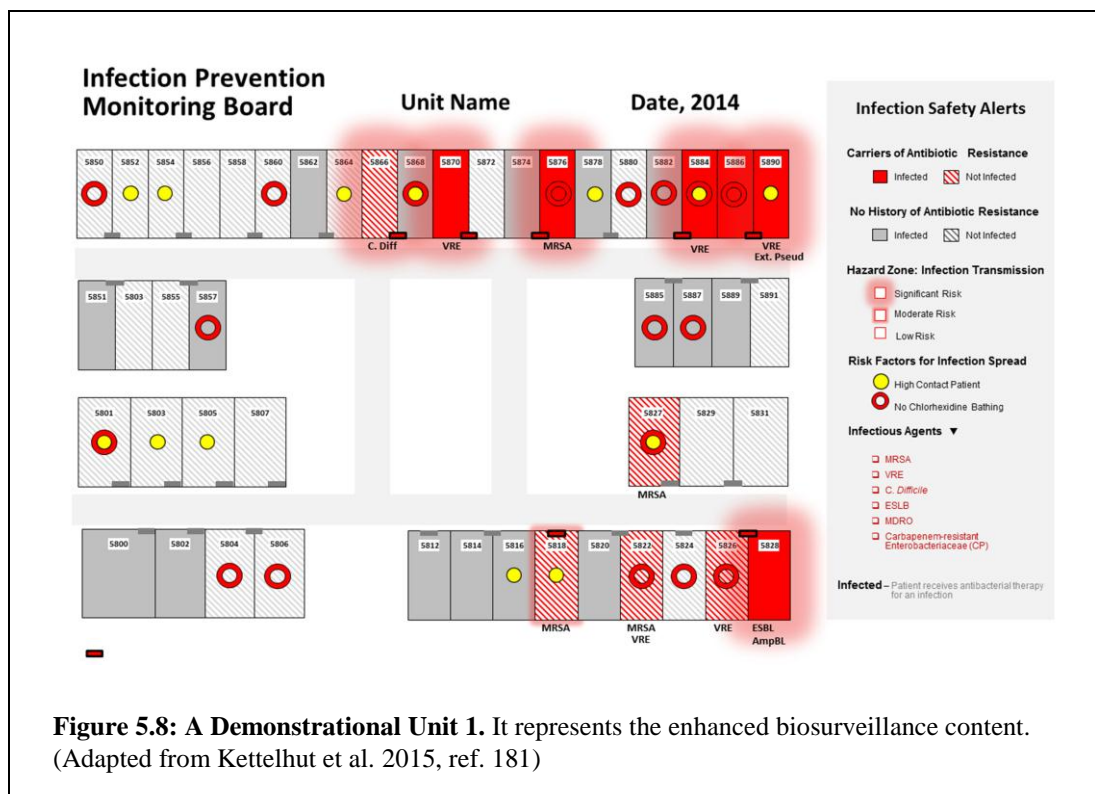 Infection Prevention
Monitoring Board
Unit Name
Date, 2014
5850 5852 5854 5856 5858 5860 5862 5864 5866 5868 5870 5872 5874 5876 5878 5880 5882 5884 5886 5890
C. Diff VRE MRSA VRE VRE
Ext. Pseud
5851 5803 5855 5857 5885 5887 5889 5891
5801 5803 5805 5807 5827 5829 5831
MRSA
5800 5802 5804 5806 5812 5814 5816 5818 5820 5822 5824 5826 5828
MRSA MRSA VRE ESBL
VRE AmpBL
Infection Safety Alerts
Carriers of Antibiotic Resistance
Infected Not Infected
No History of Antibiotic Resistance
Infected Not Infected
Hazard Zone: Infection Transmission
Significant Risk
Moderate Risk
Low Risk
Risk Factors for Infection Spread
High Contact Patient
No Chlorhexidine Bathing
Infectious Agents ▼
MRSA
VRE
C. Difficile
ESLB
MDRO
Carbapenem-resistant
Enterobacteriaceae (CP)
Infected – Patient receives antibacterial therapy
for an infection
Figure 5.8: A Demonstrational Unit 1. It represents the enhanced biosurveillance content.
(Adapted from Kettelhut et al. 2015, ref. 181)